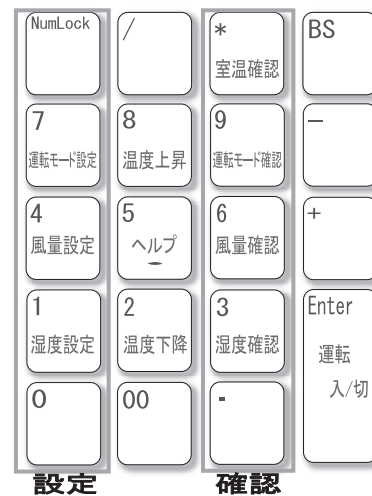 NumLock / * BS
室温確認
7 8 9 −
運転モード設定 温度上昇 運転モード確認
4 5 6 +
風量設定 ヘルプ 風量確認
1 2 3 Enter
湿度設定 温度下降 湿度確認 運転
入/切
0 00 .
設定 確認